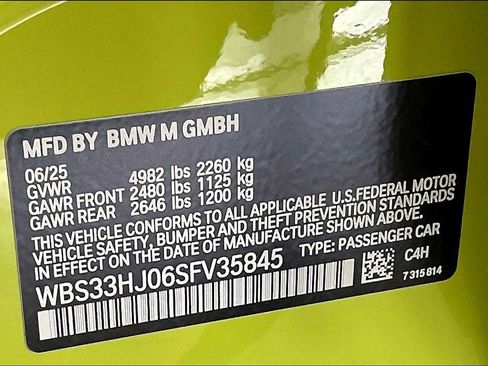 MFD BY BMW M GMBH
06/25
GVWR 4982 lbs 2260 kg
GAWR FRONT 2480 lbs 1125 kg
GAWR REAR 2646 lbs 1200 kg
THIS VEHICLE CONFORMS TO ALL APPLICABLE U.S.FEDERAL MOTOR
VEHICLE SAFETY, BUMPER AND THEFT PREVENTION STANDARDS
IN EFFECT ON THE DATE OF MANUFACTURE SHOWN ABOVE.
WBS33HJ06SFV35845 TYPE: PASSENGER CAR
C4H
7 315 814